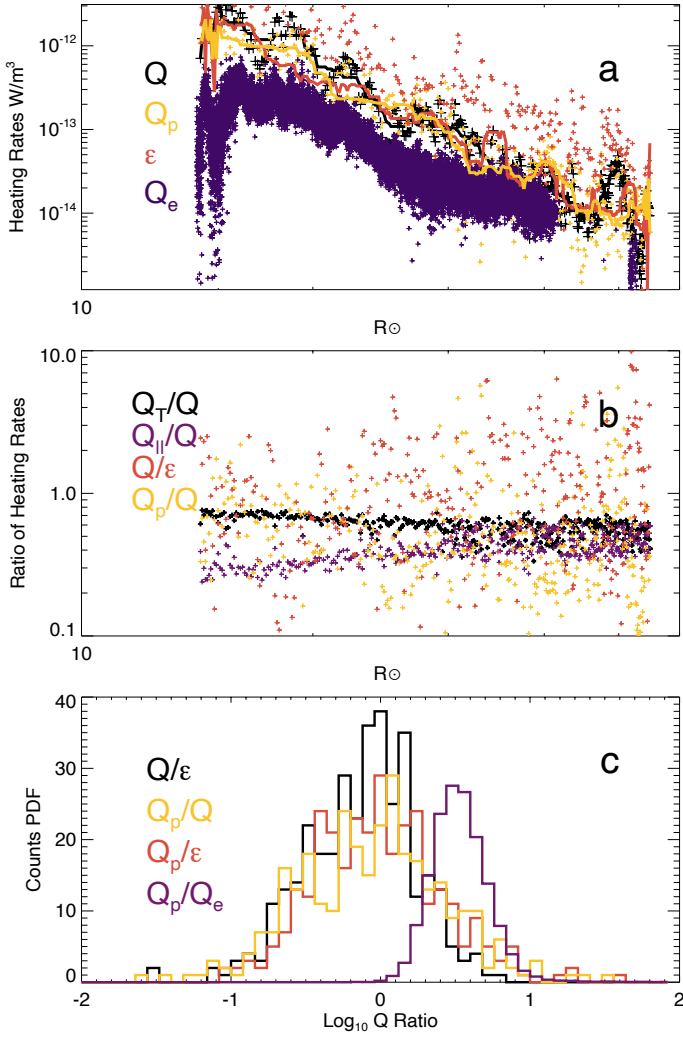 a
10⁻¹²
10⁻¹³
10⁻¹⁴
Heating Rates W/m³
Q
Qₚ
ε
Qₑ
10
R⊙
b
10.0
1.0
0.1
Ratio of Heating Rates
Q_T/Q
Q_||/Q
Q/ε
Qₚ/Q
10
R⊙
c
40
30
20
10
0
Counts PDF
Q/ε
Qₚ/Q
Qₚ/ε
Qₚ/Qₑ
-2 -1 0 1 2
Log₁₀ Q Ratio